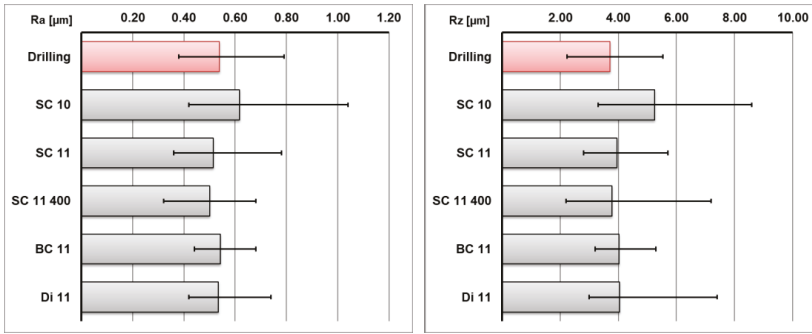 Ra [µm]
0.20 0.40 0.60 0.80 1.00 1.20
Drilling
SC 10
SC 11
SC 11 400
BC 11
Di 11
Rz [µm]
2.00 4.00 6.00 8.00 10.00
Drilling
SC 10
SC 11
SC 11 400
BC 11
Di 11